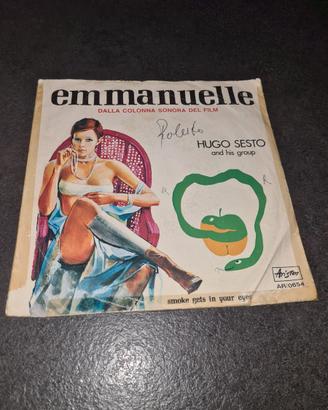 emmanuelle
DALLA COLONNA SONORA DEL FILM
Roberto
HUGO SESTO
and his group
smoke gets in your eyes
Ariston
AR/0654